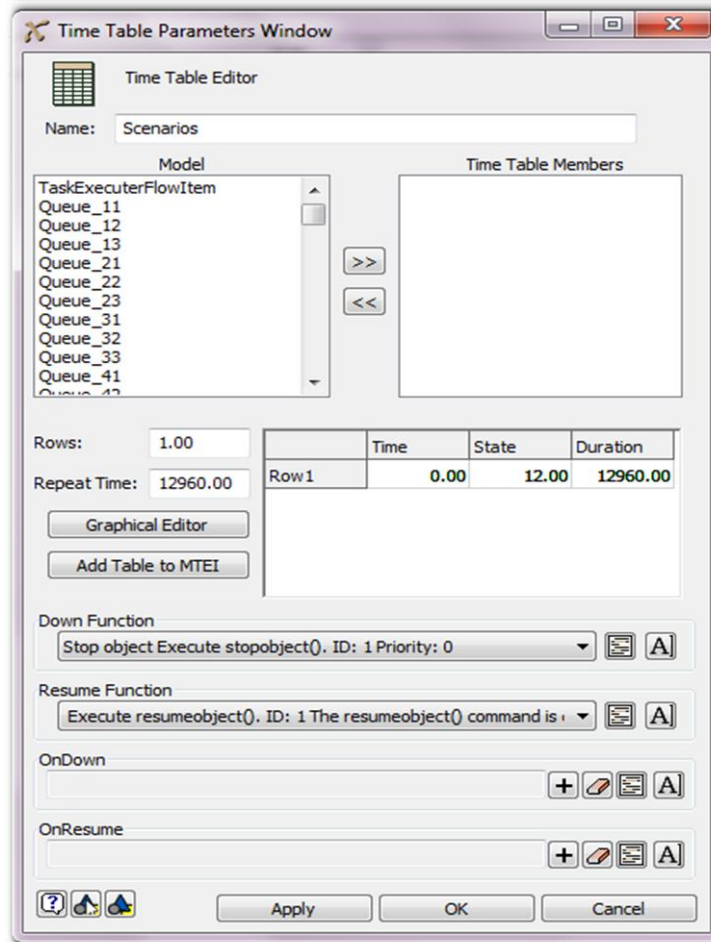 Time Table Parameters Window
Time Table Editor
Name: Scenarios
Model
Time Table Members
TaskExecuterFlowItem
Queue_11
Queue_12
Queue_13
Queue_21
Queue_22
Queue_23
Queue_31
Queue_32
Queue_33
Queue_41
>>
<<
Rows: 1.00
Repeat Time: 12960.00
Graphical Editor
Add Table to MTEI
Time State Duration
Row1 0.00 12.00 12960.00
Down Function
Stop object Execute stopobject(). ID: 1 Priority: 0
A
Resume Function
Execute resumeobject(). ID: 1 The resumeobject() command is
A
OnDown
+ A
OnResume
+ A
? Apply OK Cancel